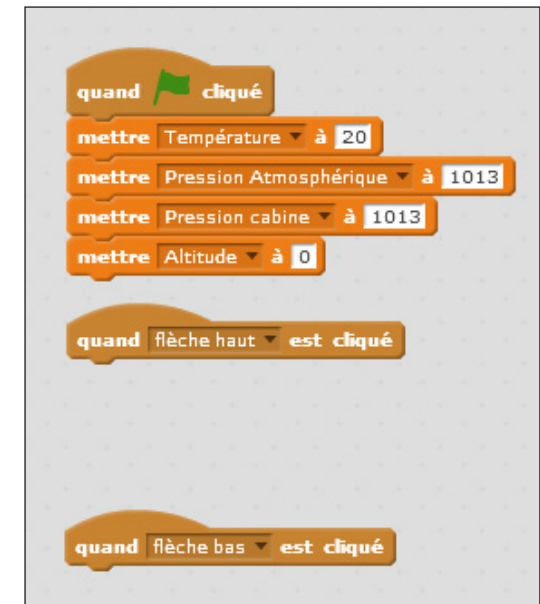 quand cliqué
mettre Température à 20
mettre Pression Atmosphérique à 1013
mettre Pression cabine à 1013
mettre Altitude à 0
quand flèche haut est cliqué
quand flèche bas est cliqué